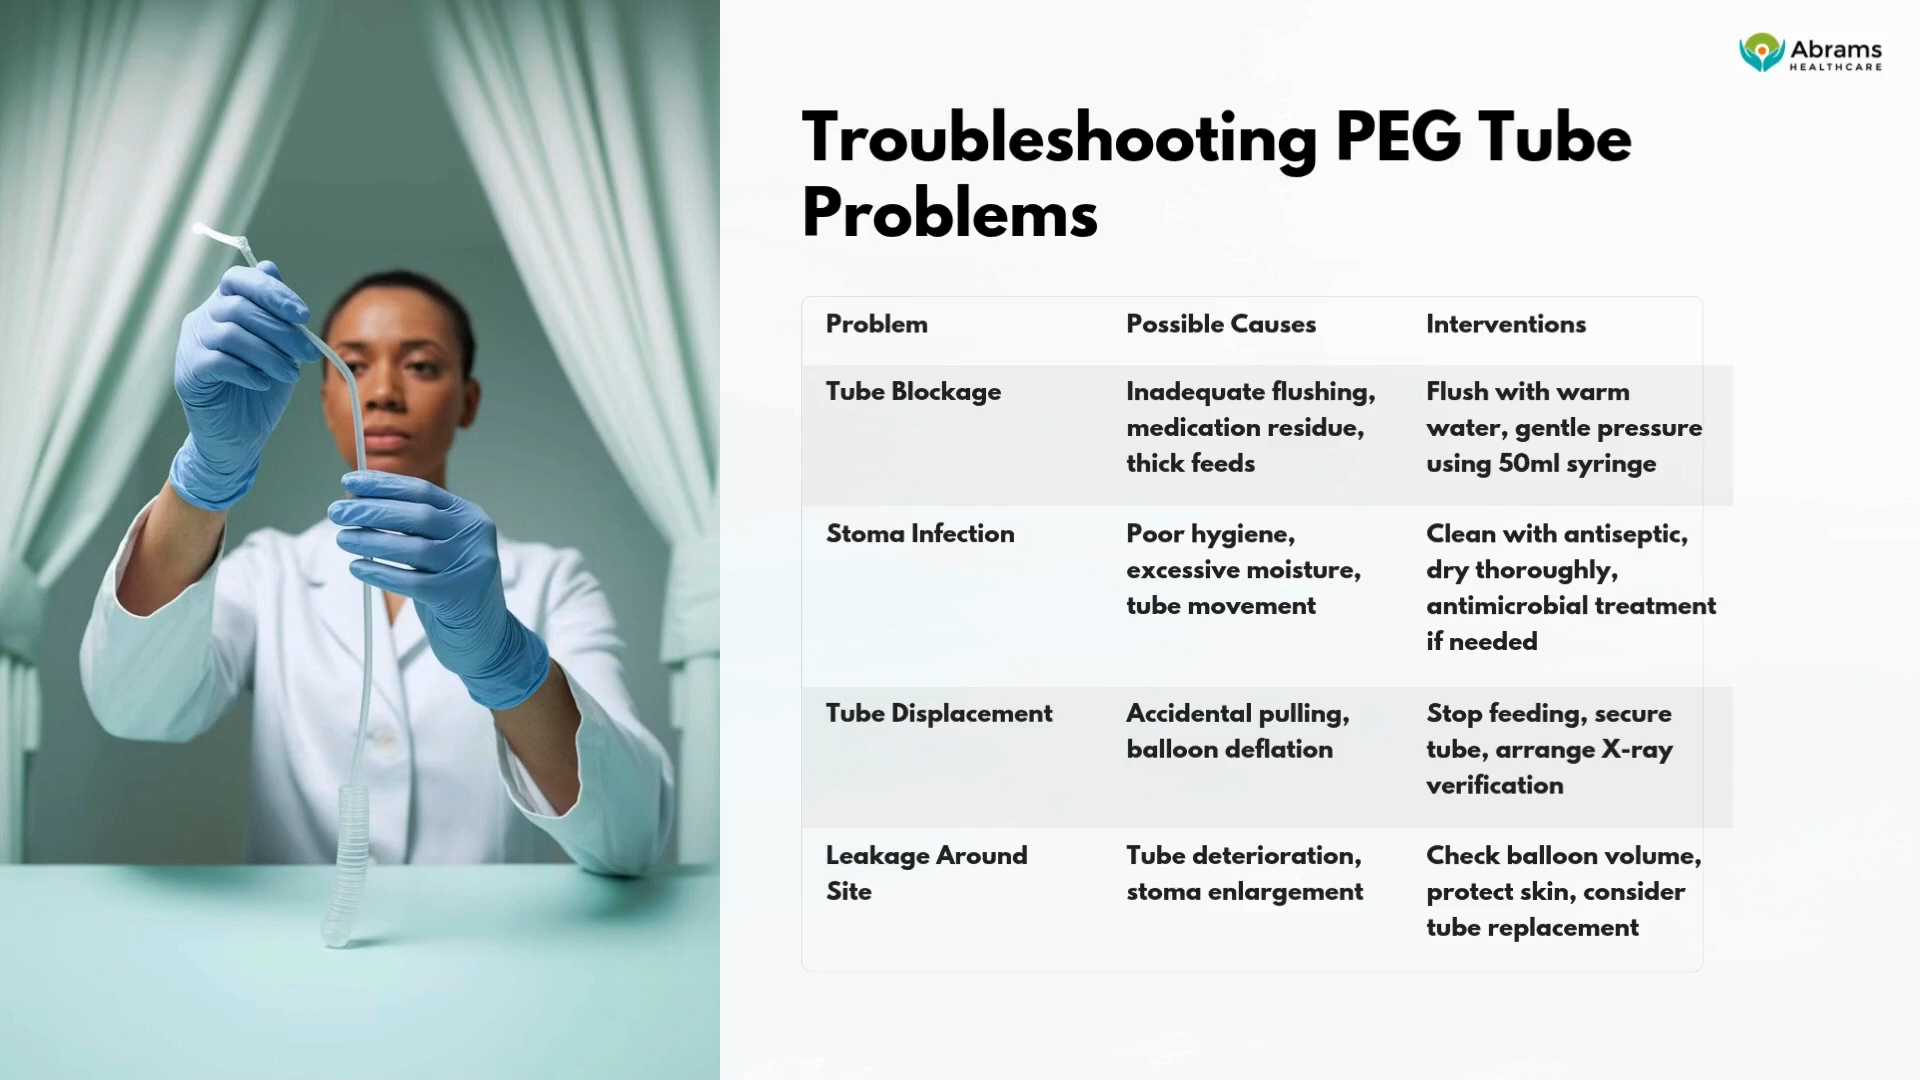 Abrams
HEALTHCARE
Troubleshooting PEG Tube
Problems
Problem
Possible Causes
Interventions
Tube Blockage
Inadequate flushing,
medication residue,
thick feeds
Flush with warm
water, gentle pressure
using 50ml syringe
Stoma Infection
Poor hygiene,
excessive moisture,
tube movement
Clean with antiseptic,
dry thoroughly,
antimicrobial treatment
if needed
Tube Displacement
Accidental pulling,
balloon deflation
Stop feeding, secure
tube, arrange X-ray
verification
Leakage Around
Site
Tube deterioration,
stoma enlargement
Check balloon volume,
protect skin, consider
tube replacement